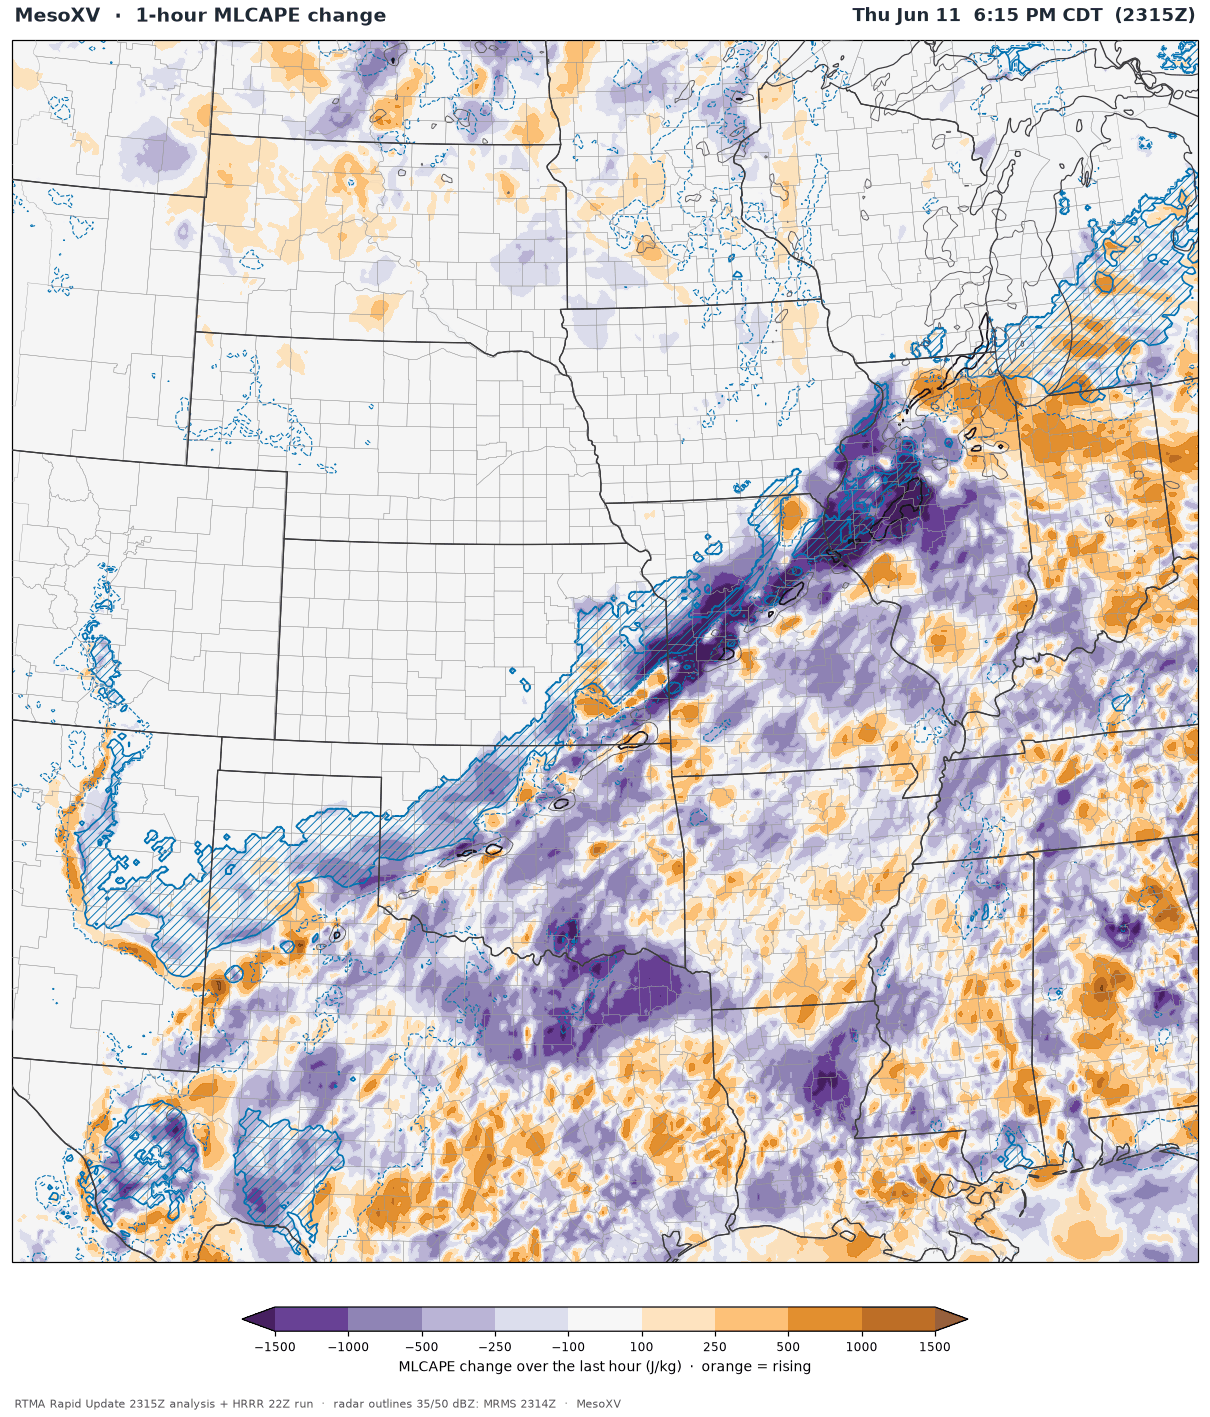 MesoXV · 1-hour MLCAPE change
Thu Jun 11 6:15 PM CDT (2315Z)
−1500 −1000 −500 −250 −100 100 250 500 1000 1500
MLCAPE change over the last hour (J/kg) · orange = rising
RTMA Rapid Update 2315Z analysis + HRRR 22Z run · radar outlines 35/50 dBZ: MRMS 2314Z · MesoXV